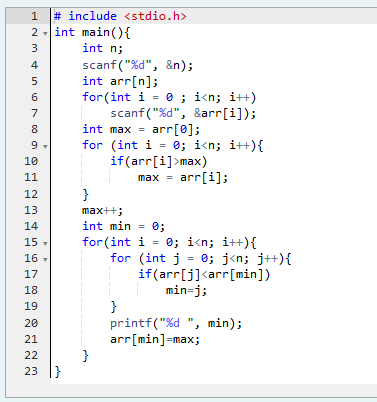 1 # include <stdio.h>
2 int main(){
3     int n;
4     scanf("%d", &n);
5     int arr[n];
6     for(int i = 0 ; i<n; i++)
7         scanf("%d", &arr[i]);
8     int max = arr[0];
9     for (int i = 0; i<n; i++){
10         if(arr[i]>max)
11             max = arr[i];
12     }
13     max++;
14     int min = 0;
15     for(int i = 0; i<n; i++){
16         for (int j = 0; j<n; j++){
17             if(arr[j]<arr[min])
18                 min=j;
19         }
20         printf("%d ", min);
21         arr[min]=max;
22     }
23 }